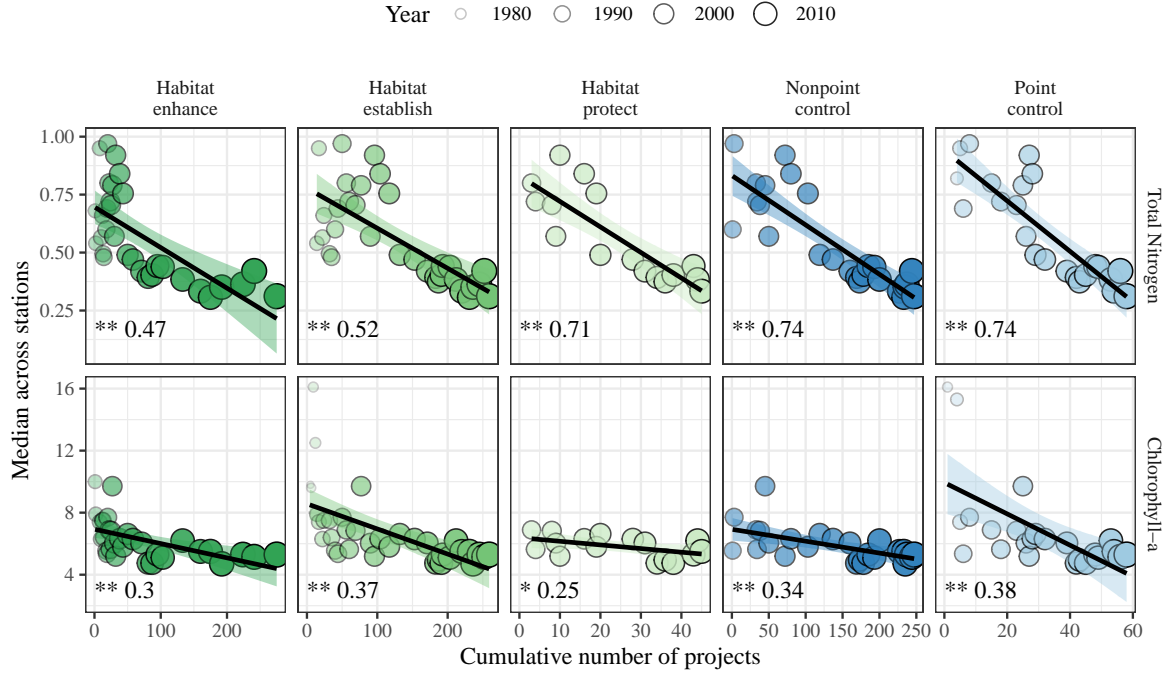 Year 1980 1990 2000 2010
Habitat enhance
Habitat establish
Habitat protect
Nonpoint control
Point control
Median across stations
1.00
0.75
0.50
0.25
** 0.47
** 0.52
** 0.71
** 0.74
** 0.74
Total Nitrogen
16
12
8
4
** 0.3
** 0.37
* 0.25
** 0.34
** 0.38
Chlorophyll−a
0 100 200
0 100 200
0 10 20 30 40
0 50 100 150 200 250
0 20 40 60
Cumulative number of projects